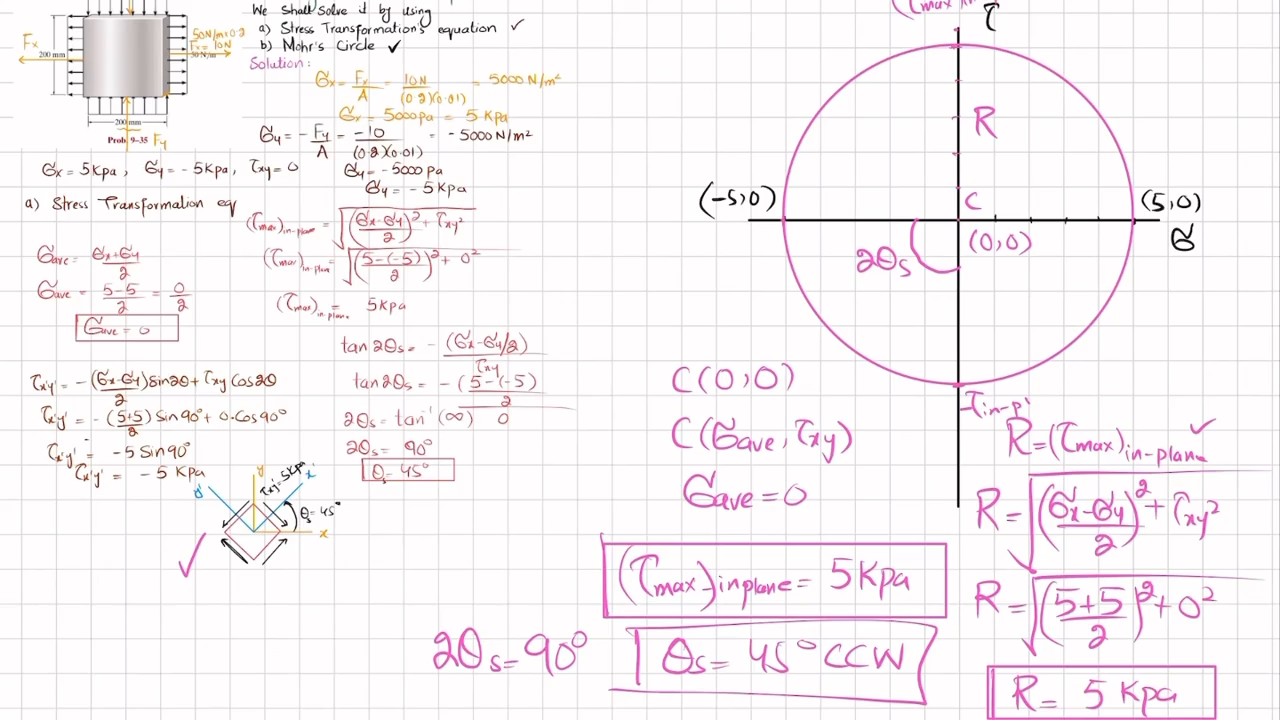 We Shall Solve it by using
a) Stress Transformation's equation ✓
b) Mohr's Circle ✓
Solution:
Fx
200 mm
50N/m×0.2
Fx = 10N
50 N/m
200 mm
Prob. 9–35
Fy
σx = Fx/A = 10N/(0.2)(0.01) = 5000 N/m²
σx = 5000pa = 5 Kpa
σy = -Fy/A = -10/(0.2)(0.01) = -5000N/m²
σy = -5000 Pa
σy = -5 Kpa
σx = 5Kpa, σy = -5Kpa, τxy = 0
a) Stress Transformation eq
σave = σx+σy/2
σave = 5-5/2 = 0/2
σave = 0
(τmax)in-plane = √(σx-σy/2)² + τxy²
(τmax)in-plane = √(5-(-5)/2)² + 0²
(τmax)in-plane = 5Kpa
tan 2θs = -(σx-σy/2)/τxy
tan 2θs = -(5-(-5)/2)/0
2θs = tan⁻¹(∞)
2θs = 90°
θs = 45°
τx'y' = -(σx-σy)/2 Sin2θ + τxy Cos2θ
τx'y' = -(5+5)/2 Sin 90° + 0·Cos90°
τx'y' = -5 Sin90°
τx'y' = -5 Kpa
y'
y
x'
τxy=5Kpa
θs = 45°
x
τ
R
C
(-5,0)
(5,0)
(0,0)
σ
2θs
C(0,0)
C(σave, τxy)
σave = 0
(τmax)inplane = 5Kpa
2θs = 90°
θs = 45° CCW
R = (τmax)in-plane ✓
R = √(σx-σy/2)² + τxy²
R = √(5+5/2)² + 0²
R = 5 Kpa